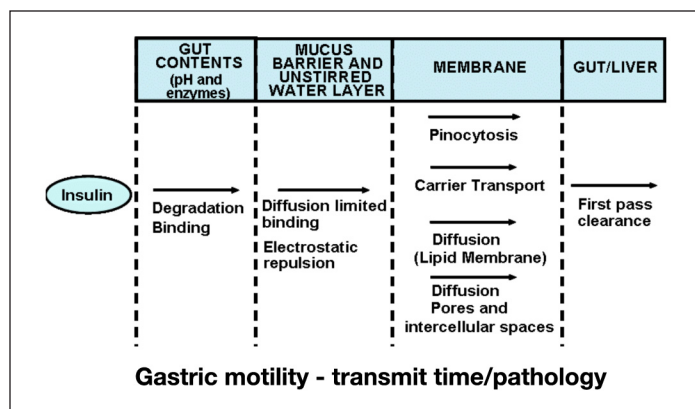 GUT
CONTENTS
(pH and
enzymes)
MUCUS
BARRIER AND
UNSTIRRED
WATER LAYER
MEMBRANE
GUT/LIVER
Insulin
Degradation
Binding
Diffusion limited
binding
Electrostatic
repulsion
Pinocytosis
Carrier Transport
Diffusion
(Lipid Membrane)
Diffusion
Pores and
intercellular spaces
First pass
clearance
Gastric motility - transmit time/pathology